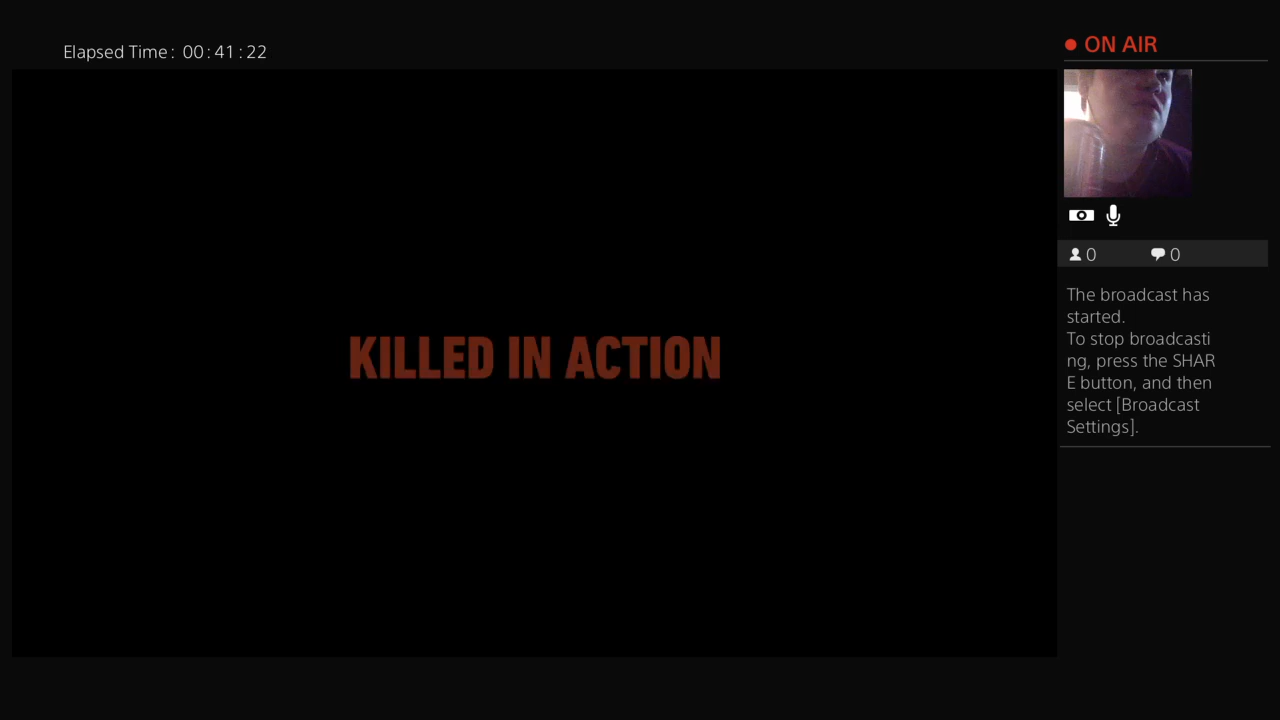 Elapsed Time: 00:41:22
ON AIR
0 0
KILLED IN ACTION
The broadcast has
started.
To stop broadcasti
ng, press the SHAR
E button, and then
select [Broadcast
Settings].